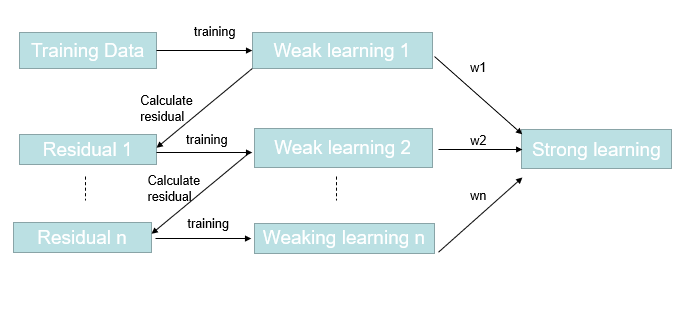 training
Training Data
Weak learning 1
w1
Calculate
residual
training
w2
Residual 1
Weak learning 2
Strong learning
Calculate
residual
wn
training
Residual n
Weaking learning n